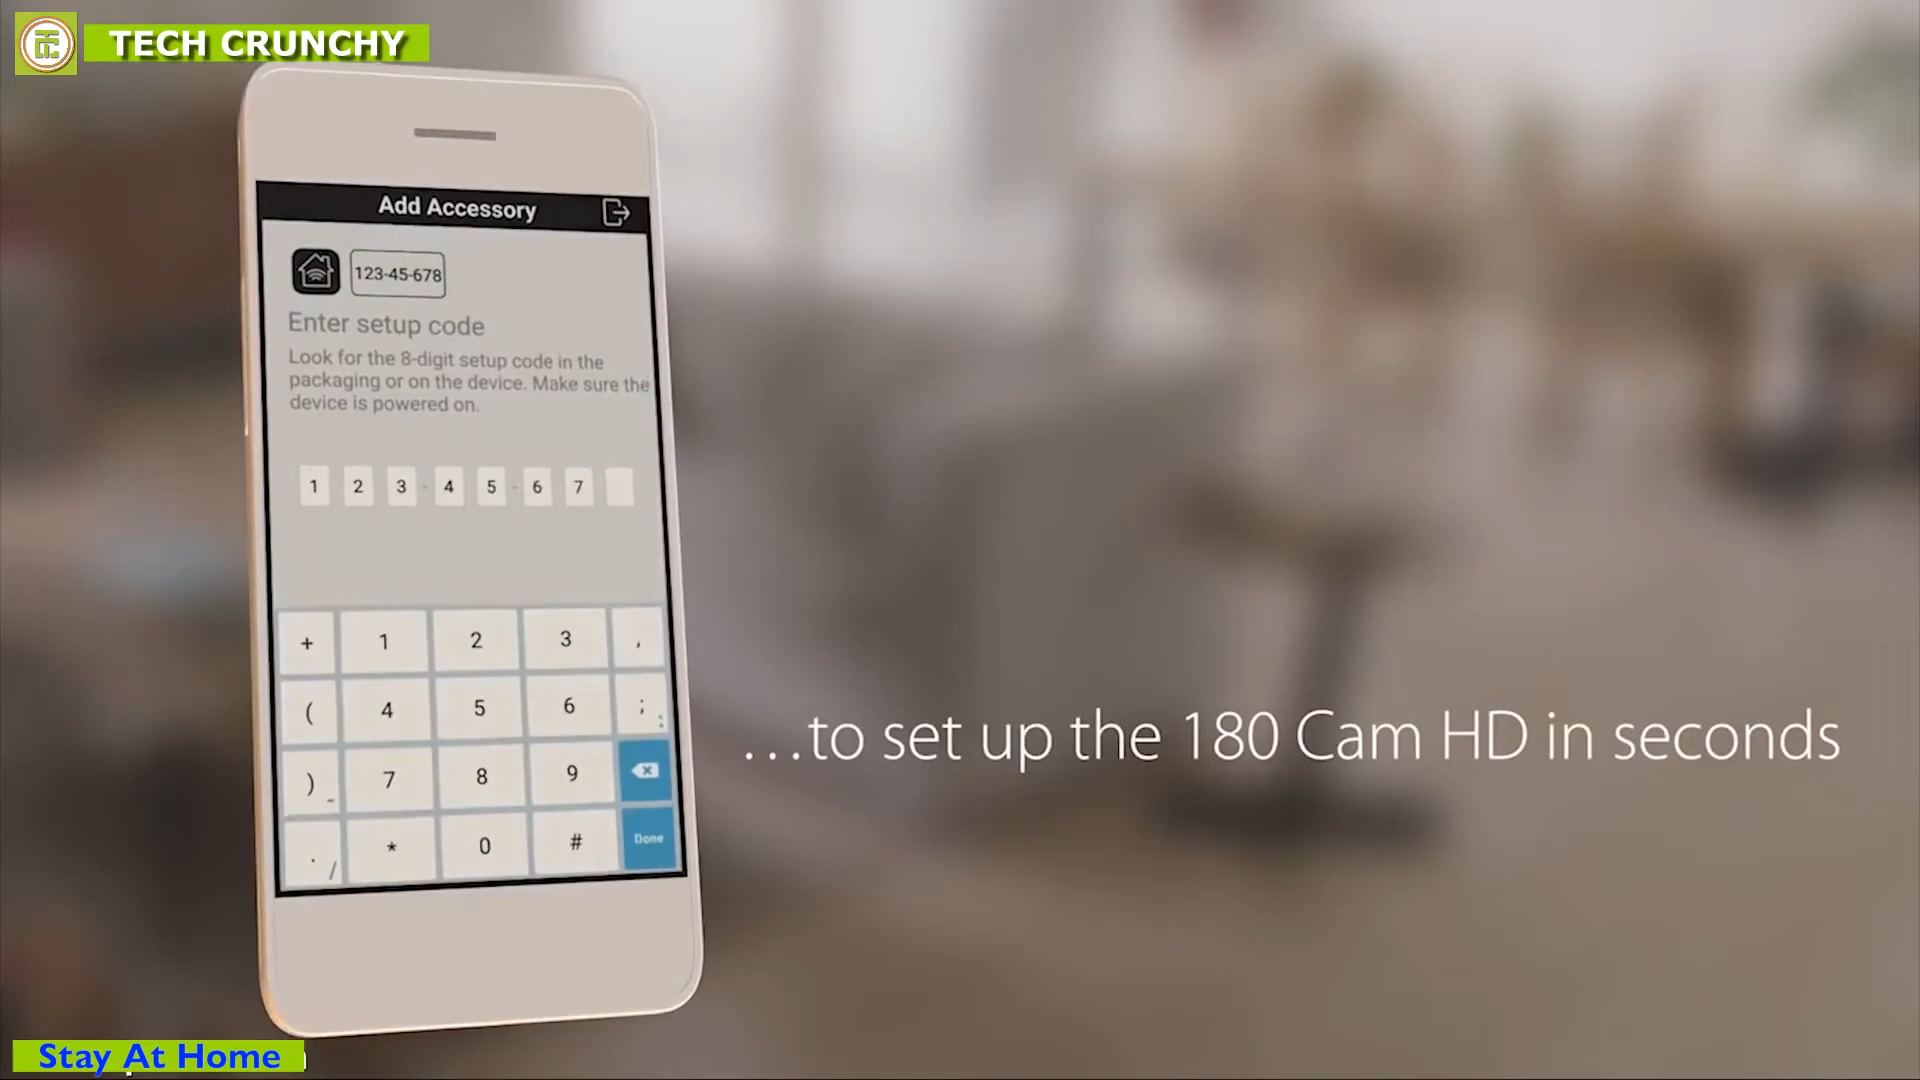 TECH CRUNCHY
Add Accessory
123-45-678
Enter setup code
Look for the 8-digit setup code in the
packaging or on the device. Make sure the
device is powered on.
1 2 3 - 4 5 - 6 7
+ 1 2 3 ,
( 4 5 6 ; :
) _ 7 8 9
. / * 0 # Done
...to set up the 180 Cam HD in seconds
Stay At Home